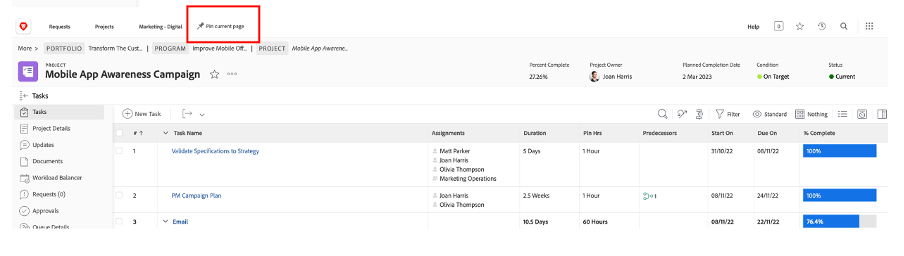 Requests Projects Marketing - Digital Pin current page Help 0
More > PORTFOLIO Transform The Cust... | PROGRAM Improve Mobile Off... | PROJECT Mobile App Awarene...
PROJECT
Mobile App Awareness Campaign
Percent Complete Project Owner Planned Completion Date Condition Status
27.26% Joan Harris 2 Mar 2023 On Target Current
Tasks
Tasks
Project Details
Updates
Documents
Workload Balancer
Requests (0)
Approvals
Queue Details
New Task Filter Standard Nothing
# Task Name Assignments Duration Pln Hrs Predecessors Start On Due On % Complete
1 Validate Specifications to Strategy Matt Parker 5 Days 1 Hour 31/10/22 08/11/22 100%
Joan Harris
Olivia Thompson
Marketing Operations
2 PM Campaign Plan Joan Harris 2.5 Weeks 1 Hour 1 08/11/22 24/11/22 100%
Olivia Thompson
3 Email 10.5 Days 60 Hours 08/11/22 22/11/22 76.4%